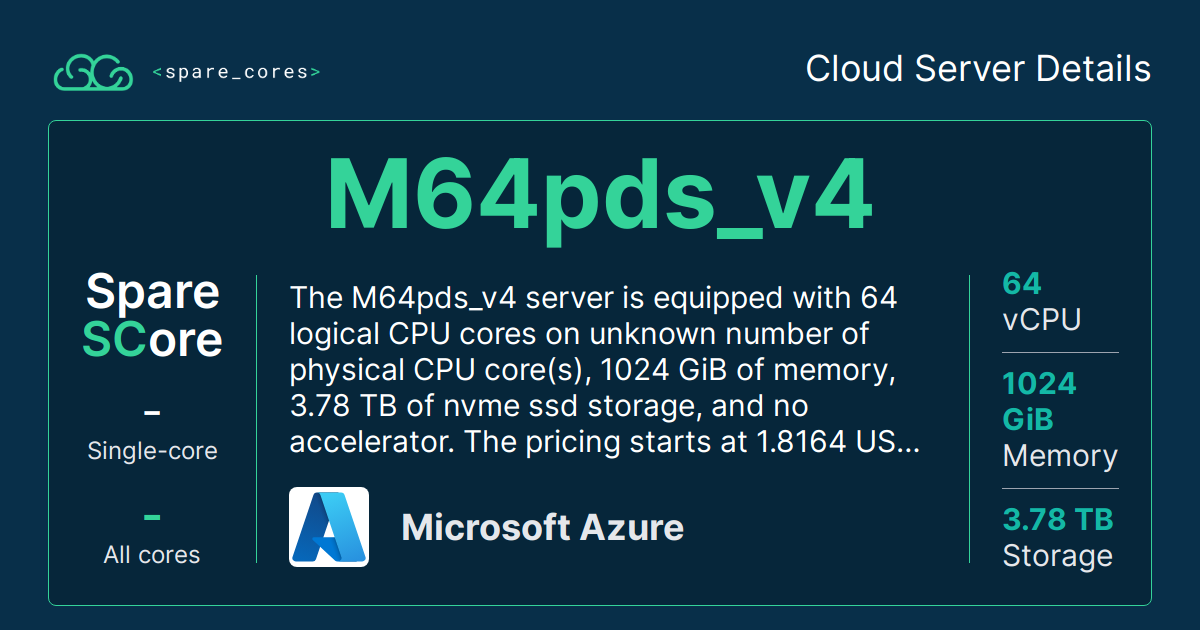 <spare_cores>
Cloud Server Details
M64pds_v4
Spare
SCore
–
Single-core
–
All cores
The M64pds_v4 server is equipped with 64
logical CPU cores on unknown number of
physical CPU core(s), 1024 GiB of memory,
3.78 TB of nvme ssd storage, and no
accelerator. The pricing starts at 1.8164 US...
Microsoft Azure
64
vCPU
1024
GiB
Memory
3.78 TB
Storage